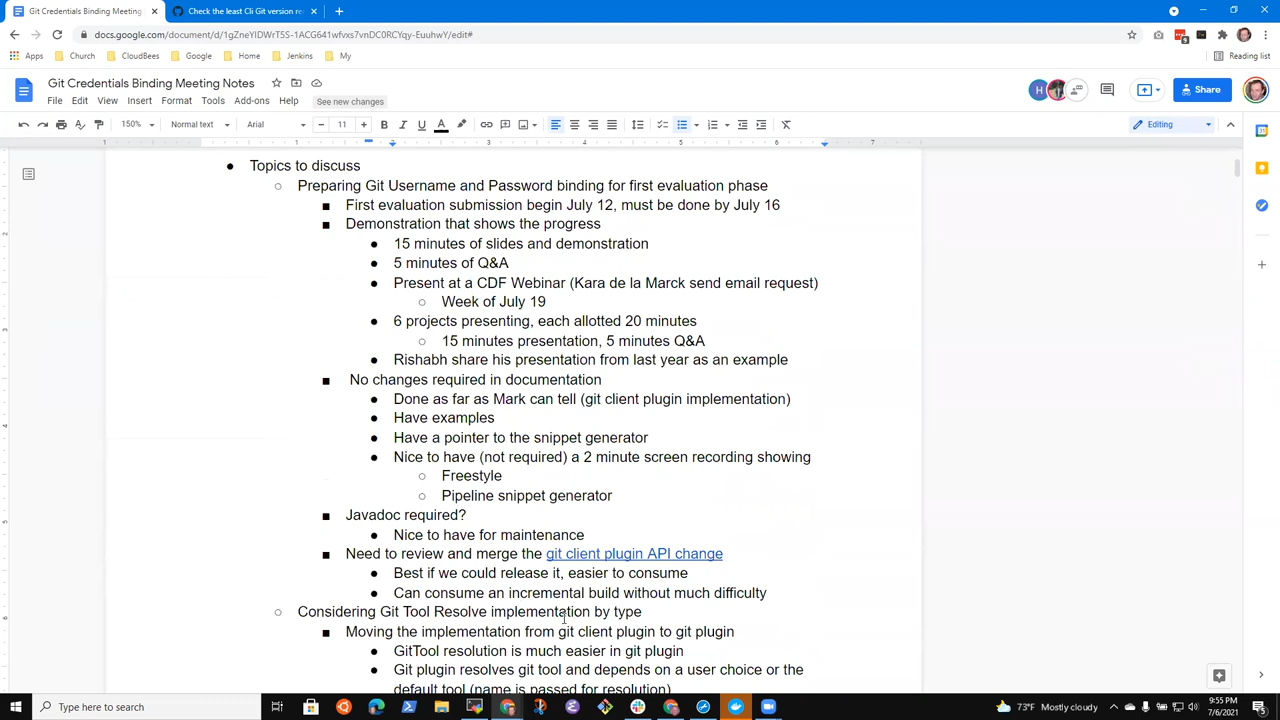 Git Credentials Binding Meeting Notes
Check the least Cli Git version re
docs.google.com/document/d/1gZneYIDWrT5S-1ACG641wfvxs7vnDC0RCYqy-EuuhwY/edit#
Apps Church CloudBees Google Home Jenkins My Reading list
Git Credentials Binding Meeting Notes
File Edit View Insert Format Tools Add-ons Help See new changes
Share
150% Normal text Arial 11 Editing
Topics to discuss
Preparing Git Username and Password binding for first evaluation phase
First evaluation submission begin July 12, must be done by July 16
Demonstration that shows the progress
15 minutes of slides and demonstration
5 minutes of Q&A
Present at a CDF Webinar (Kara de la Marck send email request)
Week of July 19
6 projects presenting, each allotted 20 minutes
15 minutes presentation, 5 minutes Q&A
Rishabh share his presentation from last year as an example
No changes required in documentation
Done as far as Mark can tell (git client plugin implementation)
Have examples
Have a pointer to the snippet generator
Nice to have (not required) a 2 minute screen recording showing
Freestyle
Pipeline snippet generator
Javadoc required?
Nice to have for maintenance
Need to review and merge the git client plugin API change
Best if we could release it, easier to consume
Can consume an incremental build without much difficulty
Considering Git Tool Resolve implementation by type
Moving the implementation from git client plugin to git plugin
GitTool resolution is much easier in git plugin
Git plugin resolves git tool and depends on a user choice or the
default tool (name is passed for resolution)
Type here to search
73°F Mostly cloudy
9:55 PM
7/6/2021